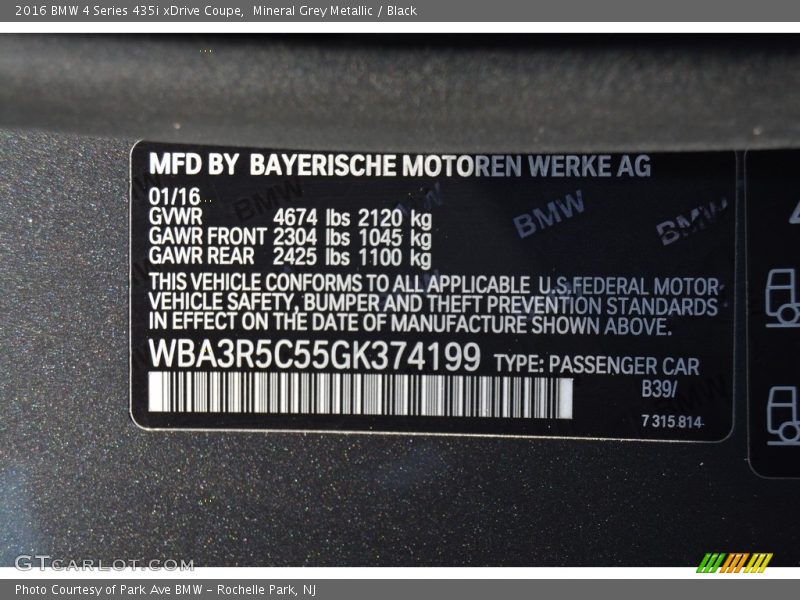 2016 BMW 4 Series 435i xDrive Coupe,  Mineral Grey Metallic / Black
MFD BY BAYERISCHE MOTOREN WERKE AG
01/16
GVWR 4674 lbs 2120 kg
GAWR FRONT 2304 lbs 1045 kg
GAWR REAR 2425 lbs 1100 kg
BMW BMW BMW
THIS VEHICLE CONFORMS TO ALL APPLICABLE U.S.FEDERAL MOTOR
VEHICLE SAFETY, BUMPER AND THEFT PREVENTION STANDARDS
IN EFFECT ON THE DATE OF MANUFACTURE SHOWN ABOVE.
WBA3R5C55GK374199 TYPE: PASSENGER CAR
B39/
7 315 814
GTCARLOT.COM
Photo Courtesy of Park Ave BMW - Rochelle Park, NJ